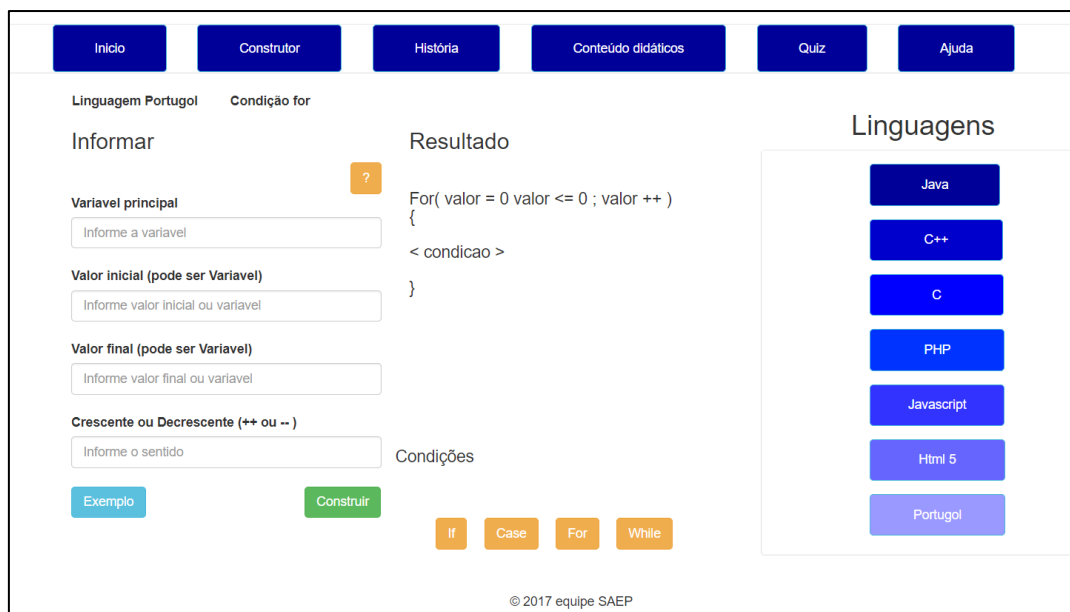 Inicio Construtor História Conteúdo didáticos Quiz Ajuda
Linguagem Portugol Condição for
Informar
?
Variavel principal
Informe a variavel
Valor inicial (pode ser Variavel)
Informe valor inicial ou variavel
Valor final (pode ser Variavel)
Informe valor final ou variavel
Crescente ou Decrescente (++ ou -- )
Informe o sentido
Exemplo Construir
Resultado
For( valor = 0 valor <= 0 ; valor ++ )
{
< condicao >
}
Condições
If Case For While
Linguagens
Java
C++
C
PHP
Javascript
Html 5
Portugol
© 2017 equipe SAEP